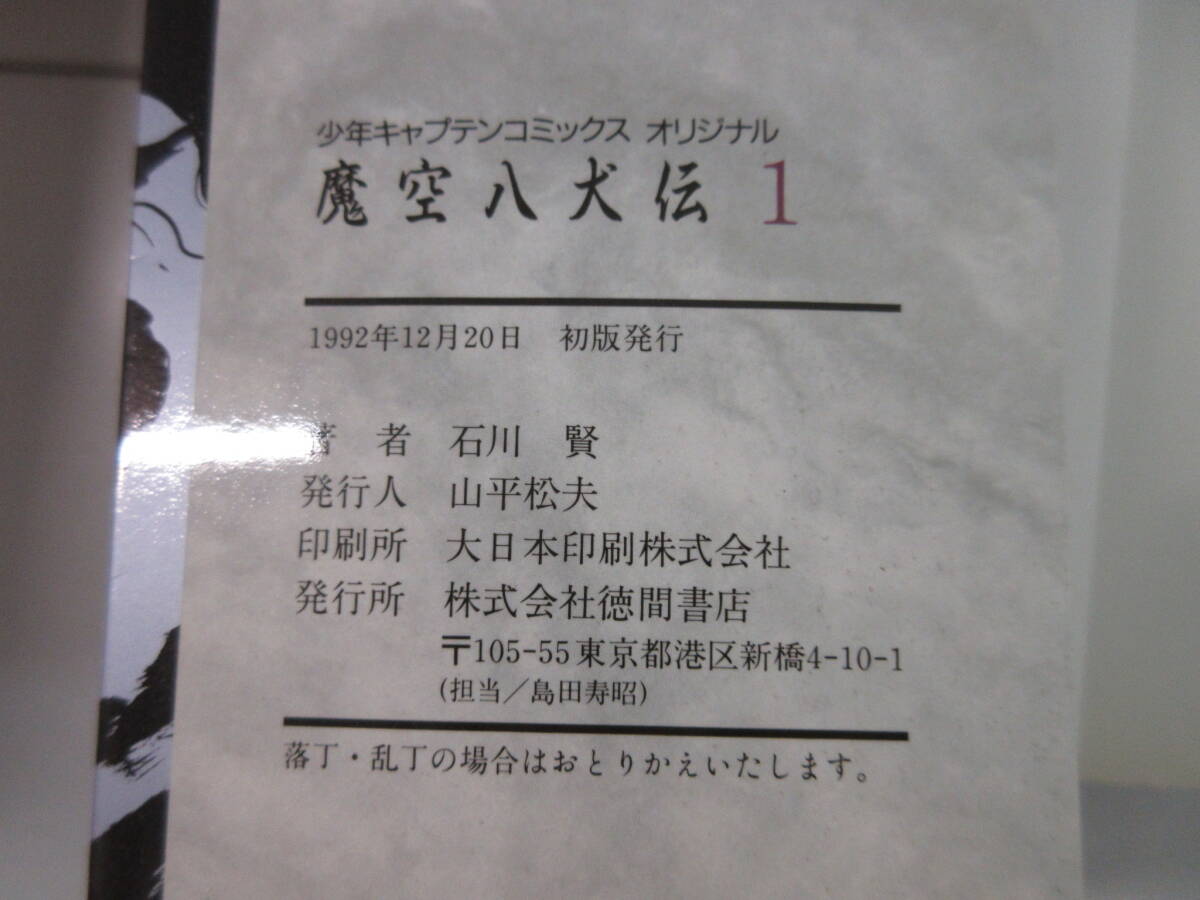 少年キャプテンコミックス オリジナル
魔空八犬伝 1
1992年12月20日 初版発行
著 者 石川 賢
発行人 山平松夫
印刷所 大日本印刷株式会社
発行所 株式会社徳間書店
〒105-55東京都港区新橋4-10-1
(担当/島田寿昭)
落丁・乱丁の場合はおとりかえいたします。